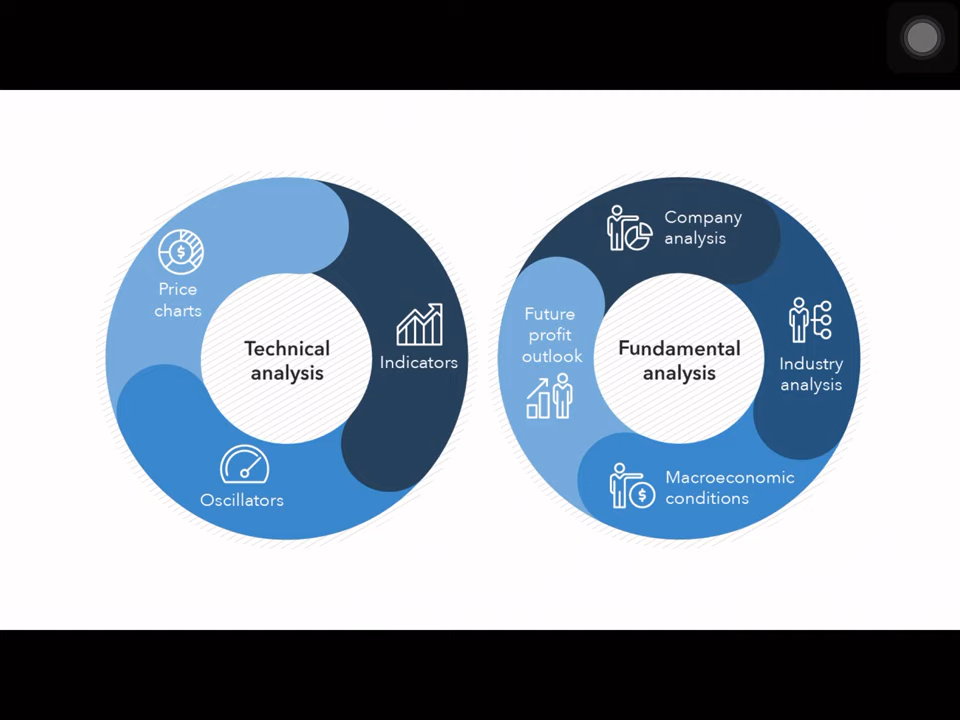 Technical
analysis
Price
charts
Indicators
Oscillators
Fundamental
analysis
Company
analysis
Industry
analysis
Macroeconomic
conditions
Future
profit
outlook